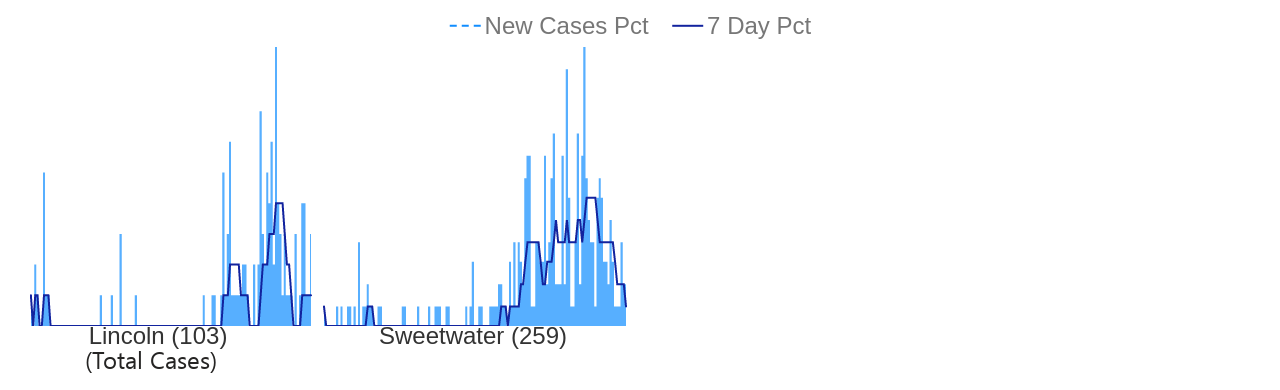 New Cases Pct 7 Day Pct
Lincoln (103) Sweetwater (259)
(Total Cases)